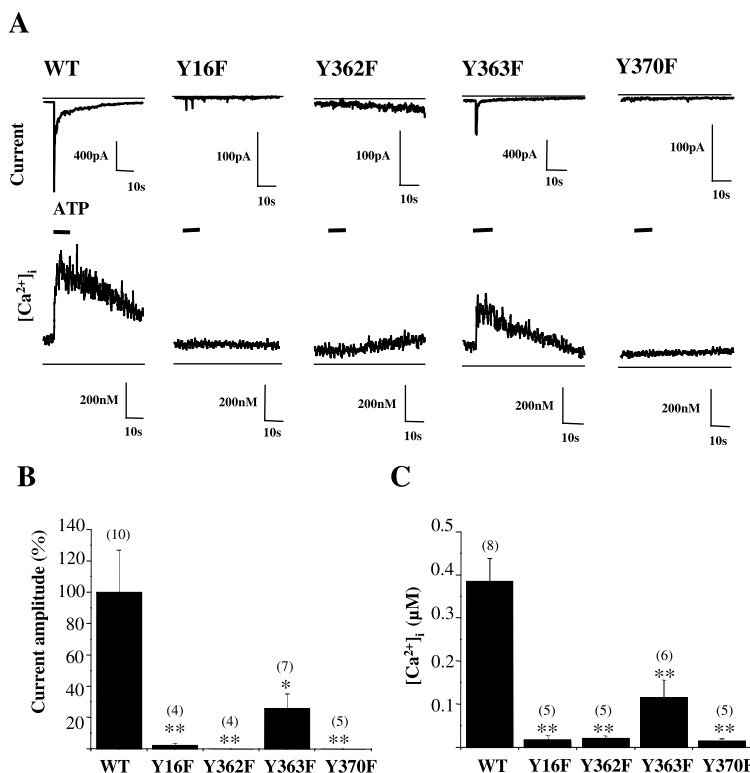 A
WT Y16F Y362F Y363F Y370F
Current
400pA 10s 100pA 10s 100pA 10s 400pA 10s 100pA 10s
ATP
[Ca²⁺]ᵢ
200nM 10s 200nM 10s 200nM 10s 200nM 10s 200nM 10s
B
Current amplitude (%)
140
120
100
80
60
40
20
(10) (4) (4) (7) (5)
** ** * **
WT Y16F Y362F Y363F Y370F
C
[Ca²⁺]ᵢ (µM)
0.5
0.4
0.3
0.2
0.1
(8) (5) (5) (6) (5)
** ** ** **
WT Y16F Y362F Y363F Y370F